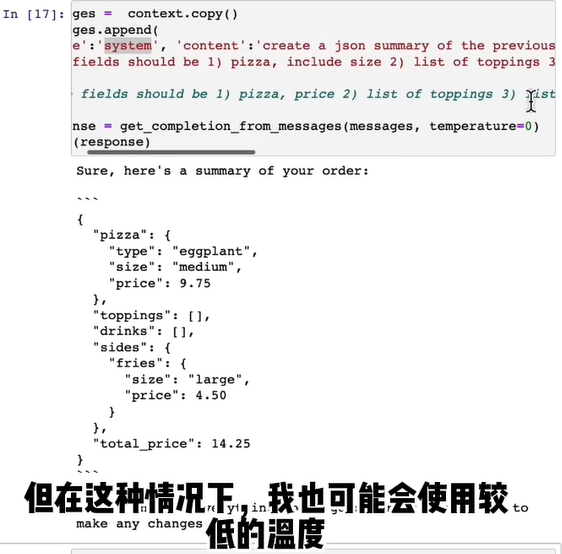 In [17]:
ges = context.copy()
ges.append(
e':'system', 'content':'create a json summary of the previous
fields should be 1) pizza, include size 2) list of toppings 3
fields should be 1) pizza, price 2) list of toppings 3) list
nse = get_completion_from_messages(messages, temperature=0)
(response)
Sure, here's a summary of your order:
```
{
"pizza": {
"type": "eggplant",
"size": "medium",
"price": 9.75
},
"toppings": [],
"drinks": [],
"sides": {
"fries": {
"size": "large",
"price": 4.50
}
},
"total_price": 14.25
}
```
to
make any changes
但在这种情况下，我也可能会使用较
低的温度